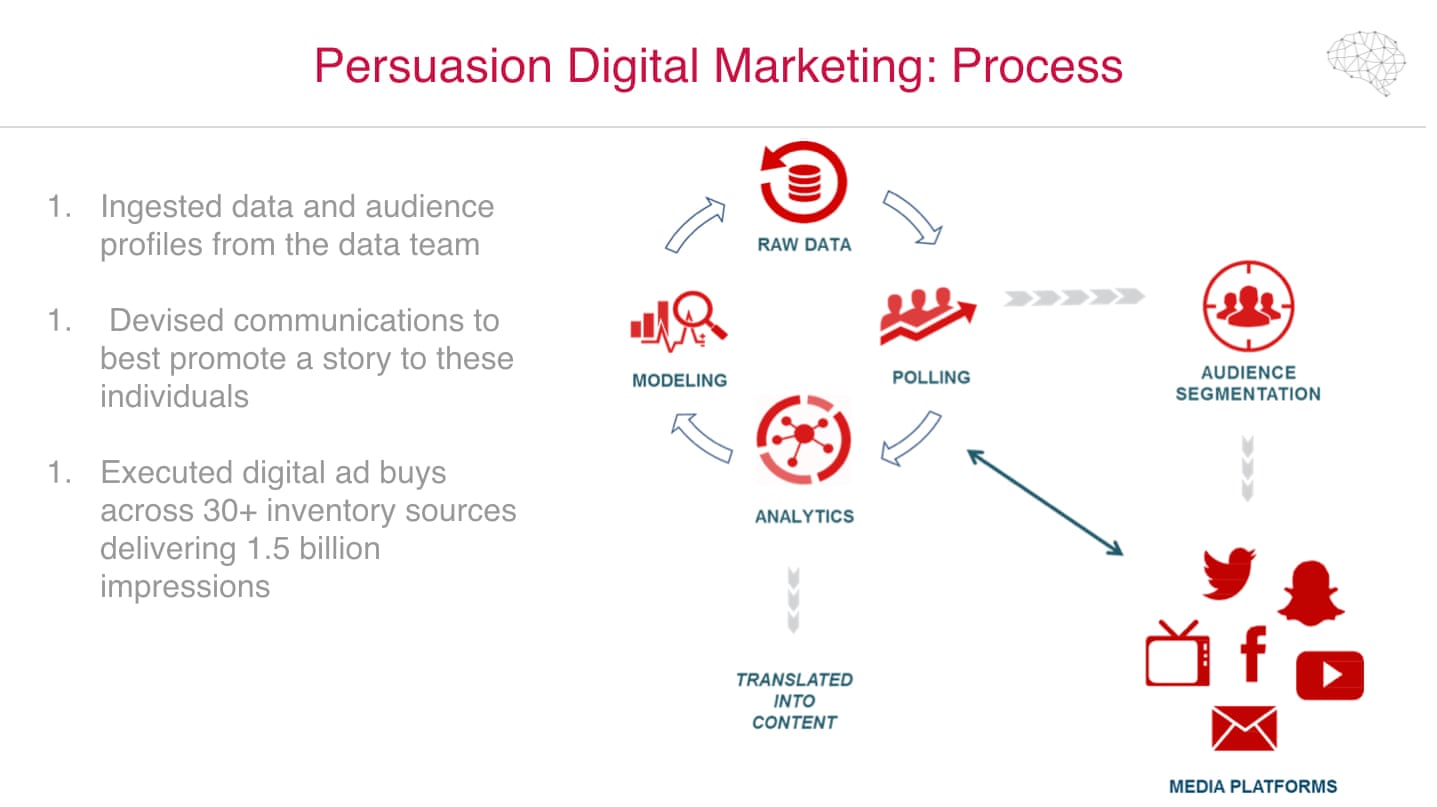 Persuasion Digital Marketing: Process
1. Ingested data and audience
profiles from the data team
1. Devised communications to
best promote a story to these
individuals
1. Executed digital ad buys
across 30+ inventory sources
delivering 1.5 billion
impressions
RAW DATA
MODELING
POLLING
AUDIENCE
SEGMENTATION
ANALYTICS
TRANSLATED
INTO
CONTENT
MEDIA PLATFORMS